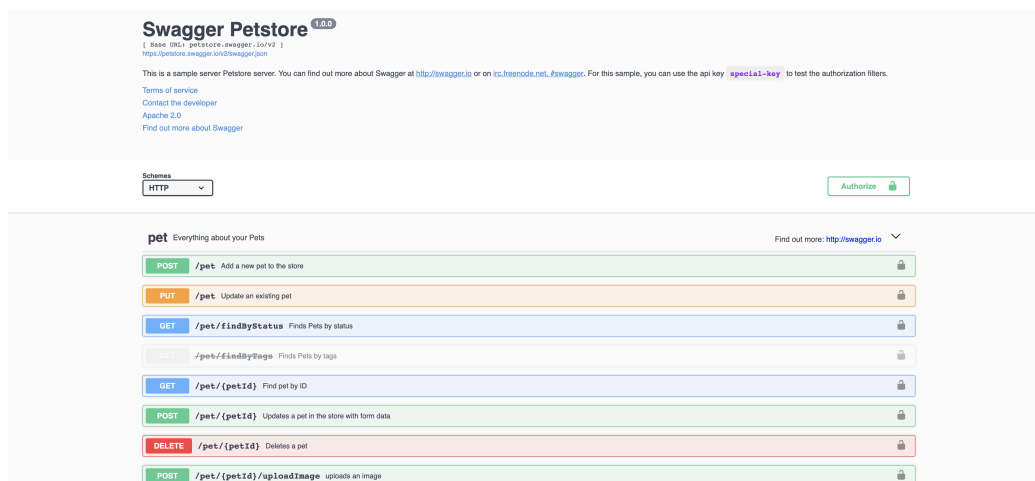 Swagger Petstore 1.0.0
[ Base URL: petstore.swagger.io/v2 ]
https://petstore.swagger.io/v2/swagger.json
This is a sample server Petstore server. You can find out more about Swagger at http://swagger.io or on irc.freenode.net, #swagger. For this sample, you can use the api key special-key to test the authorization filters.
Terms of service
Contact the developer
Apache 2.0
Find out more about Swagger
Schemes
HTTP
Authorize
pet Everything about your Pets
Find out more: http://swagger.io
POST /pet Add a new pet to the store
PUT /pet Update an existing pet
GET /pet/findByStatus Finds Pets by status
GET /pet/findByTags Finds Pets by tags
GET /pet/{petId} Find pet by ID
POST /pet/{petId} Updates a pet in the store with form data
DELETE /pet/{petId} Deletes a pet
POST /pet/{petId}/uploadImage uploads an image